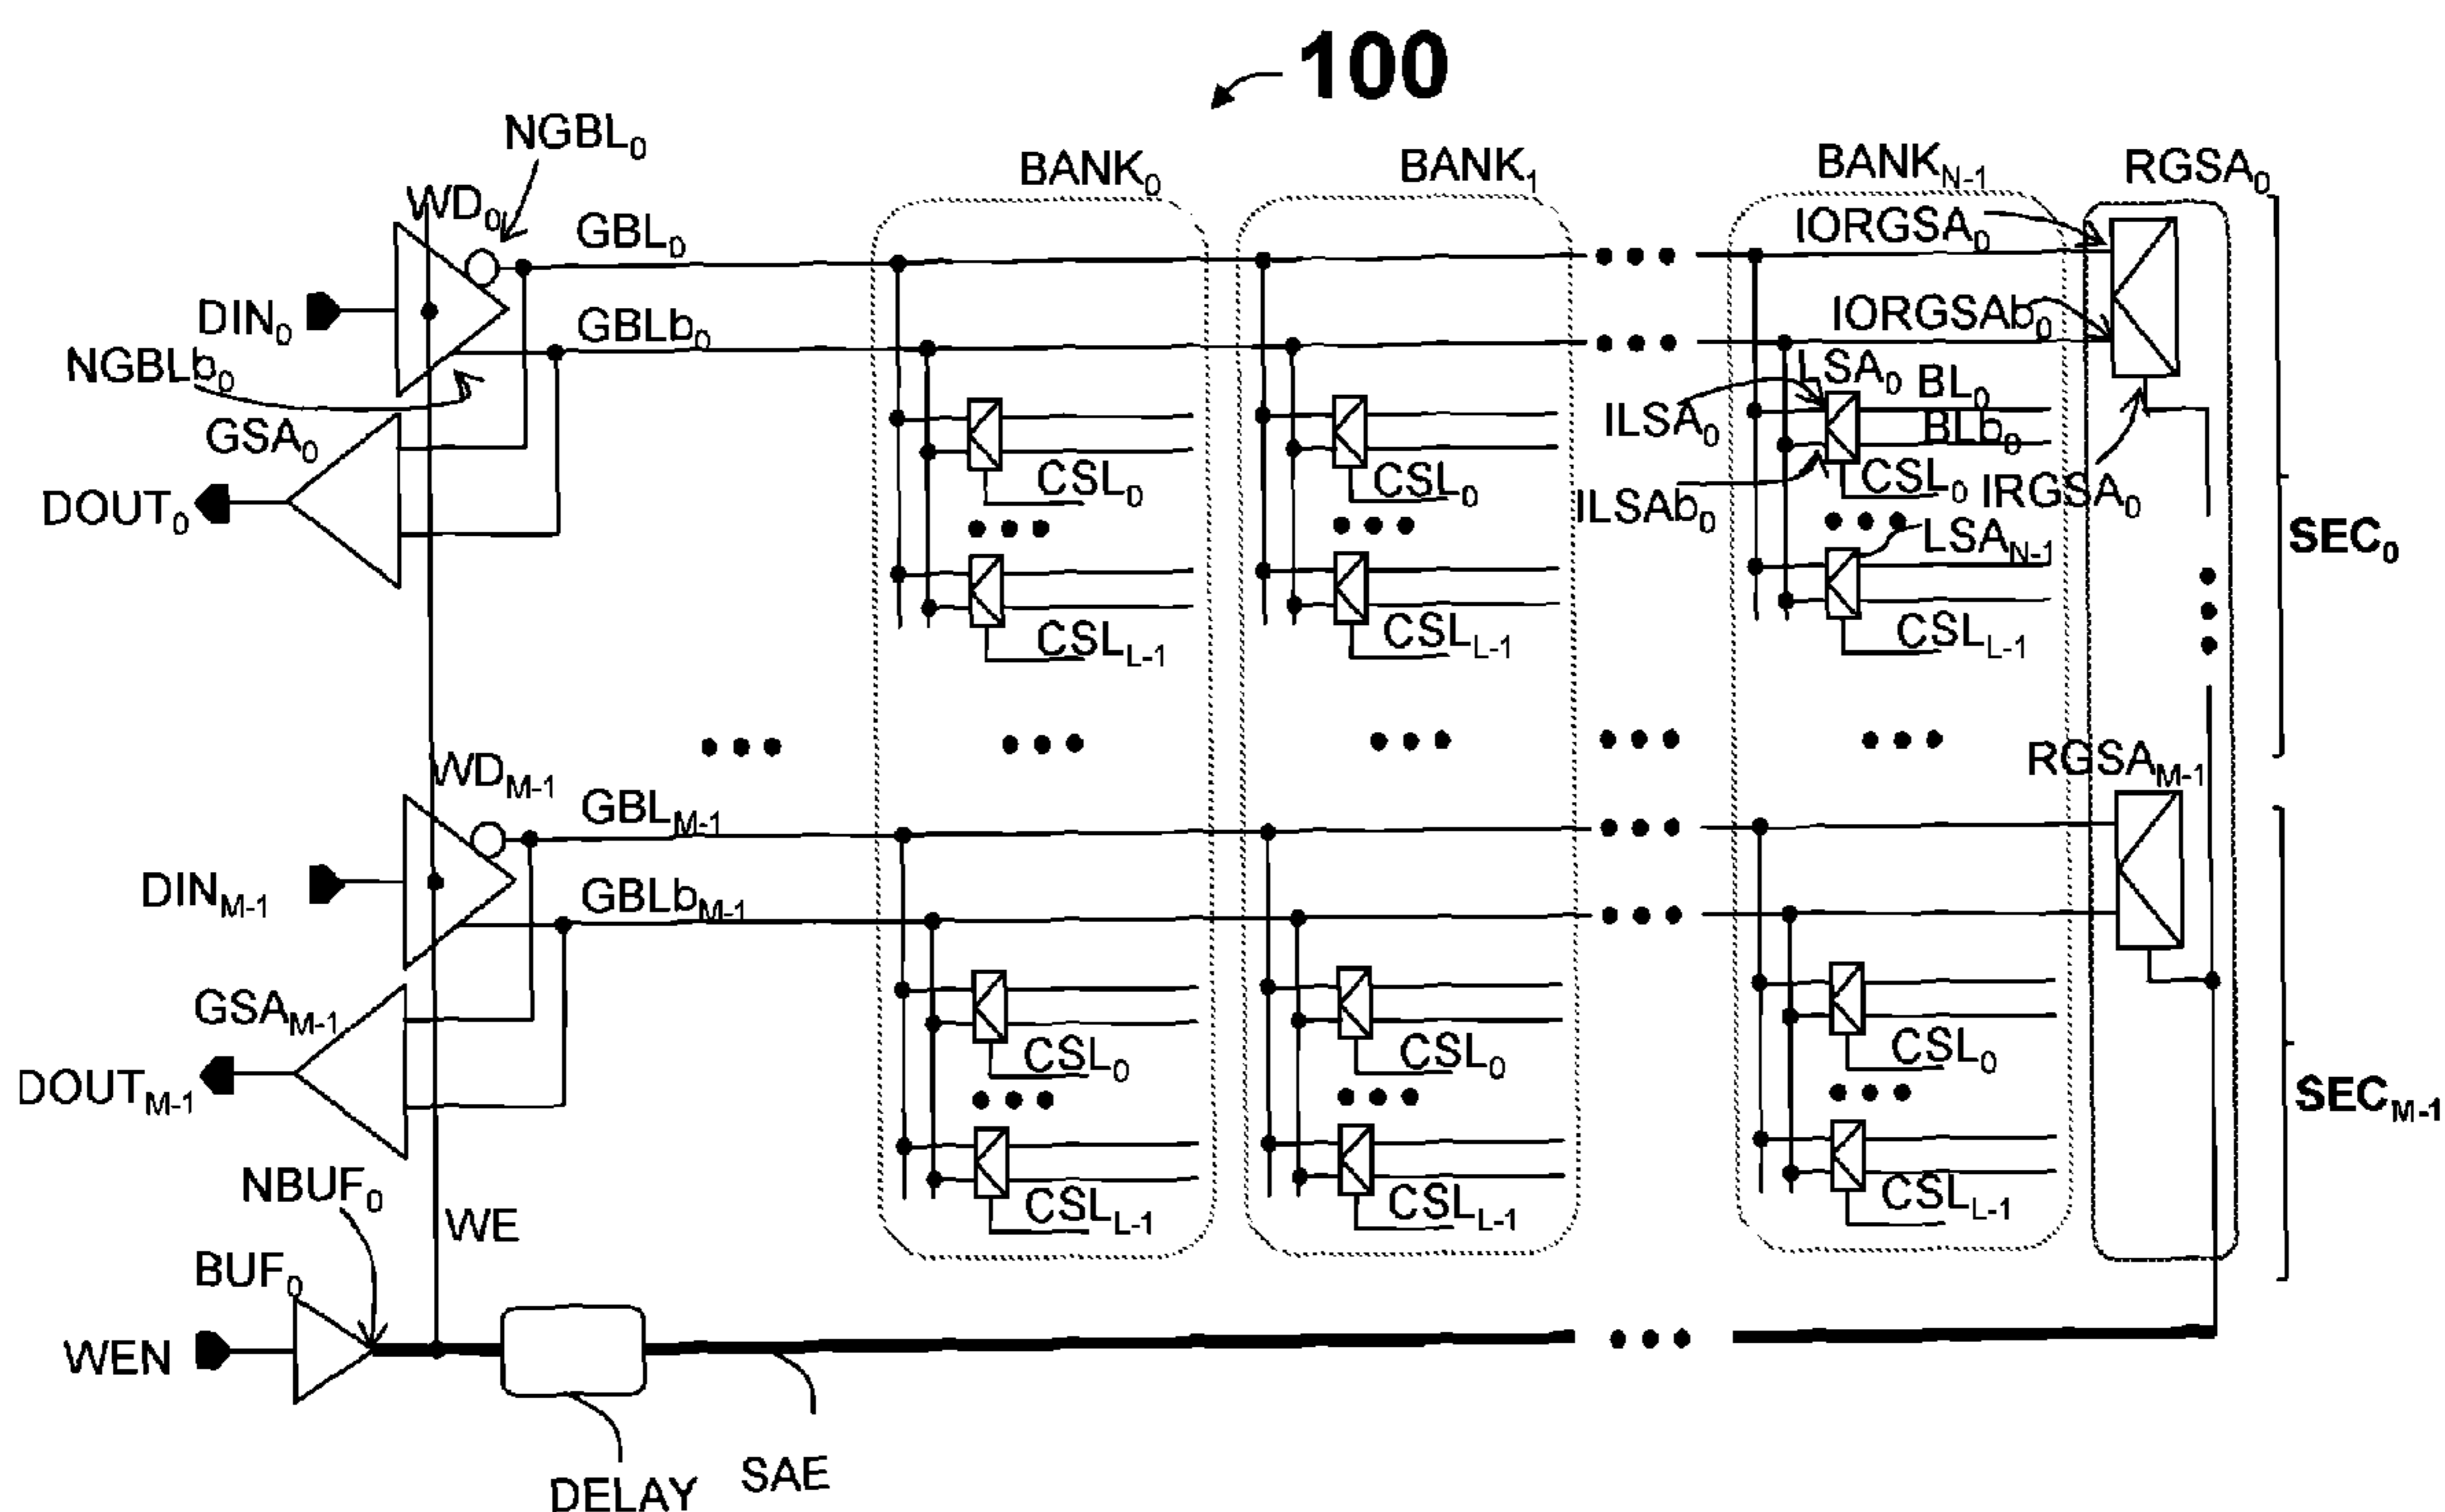 100
NGBL0
WD0
GBL0
BANK0
BANK1
BANKN-1
RGSA0
IORGSA0
DIN0
GBLb0
IORGSAb0
NGBLb0
LSA0
BL0
GSA0
ILSA0
BLb0
DOUT0
CSL0
CSL0
CSL0
IRGSA0
ILSAb0
LSAN-1
SEC0
CSLL-1
CSLL-1
CSLL-1
WDM-1
RGSAM-1
GBLM-1
DINM-1
GBLbM-1
GSAM-1
CSL0
CSL0
CSL0
DOUTM-1
SECM-1
NBUF0
CSLL-1
CSLL-1
CSLL-1
WE
BUF0
WEN
DELAY
SAE